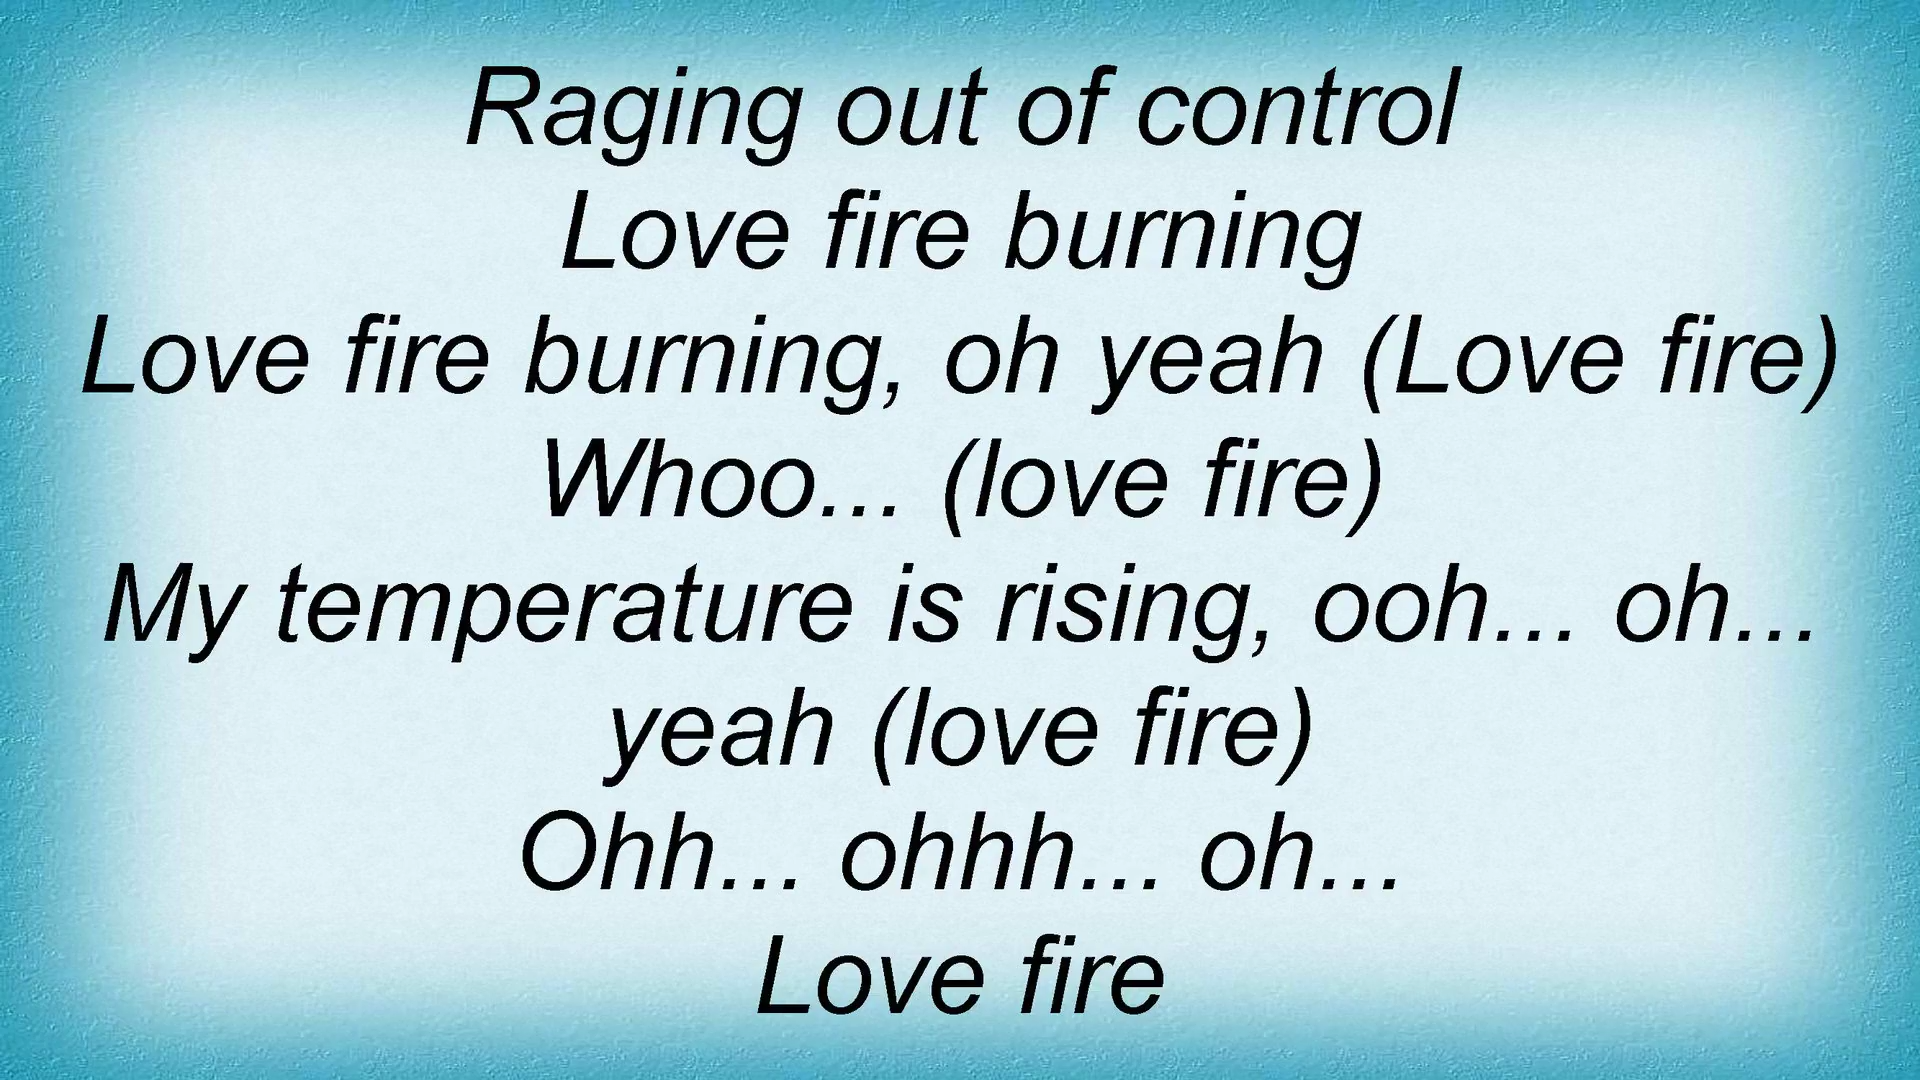 Raging out of control
Love fire burning
Love fire burning, oh yeah (Love fire)
Whoo... (love fire)
My temperature is rising, ooh... oh...
yeah (love fire)
Ohh... ohhh... oh...
Love fire